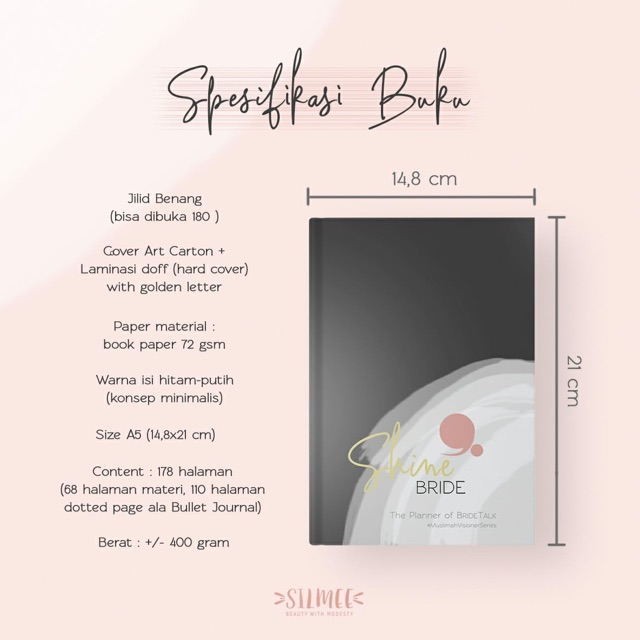 Spesifikasi Buku
Jilid Benang
(bisa dibuka 180 )
Cover Art Carton +
Laminasi doff (hard cover)
with golden letter
Paper material :
book paper 72 gsm
Warna isi hitam-putih
(konsep minimalis)
Size A5 (14,8x21 cm)
Content : 178 halaman
(68 halaman materi, 110 halaman
dotted page ala Bullet Journal)
Berat : +/- 400 gram
14,8 cm
21 cm
Shine
BRIDE
The Planner of BRIDETALK
#MuslimahVisionerSeries
SILMEE
BEAUTY WITH MODESTY